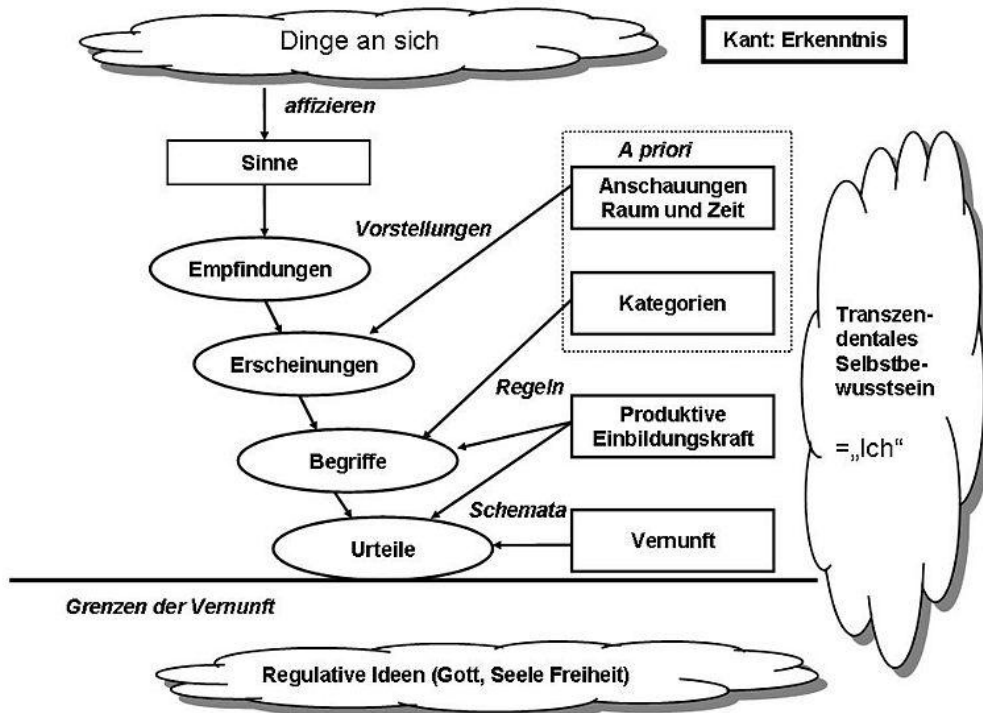 Dinge an sich
Kant: Erkenntnis
affizieren
Sinne
A priori
Anschauungen
Raum und Zeit
Vorstellungen
Empfindungen
Kategorien
Transzen-
dentales
Selbstbe-
wusstsein
=„Ich“
Erscheinungen
Regeln
Produktive
Einbildungskraft
Begriffe
Schemata
Urteile
Vernunft
Grenzen der Vernunft
Regulative Ideen (Gott, Seele Freiheit)